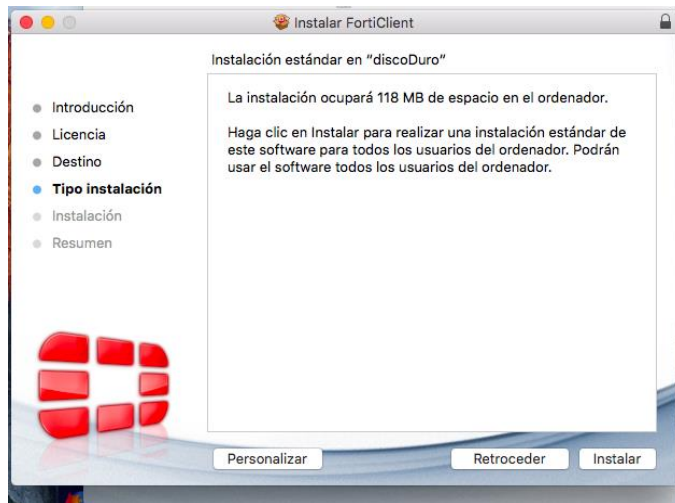 Instalar FortiClient
Instalación estándar en “discoDuro”
Introducción
Licencia
Destino
Tipo instalación
Instalación
Resumen
La instalación ocupará 118 MB de espacio en el ordenador.
Haga clic en Instalar para realizar una instalación estándar de
este software para todos los usuarios del ordenador. Podrán
usar el software todos los usuarios del ordenador.
Personalizar
Retroceder
Instalar